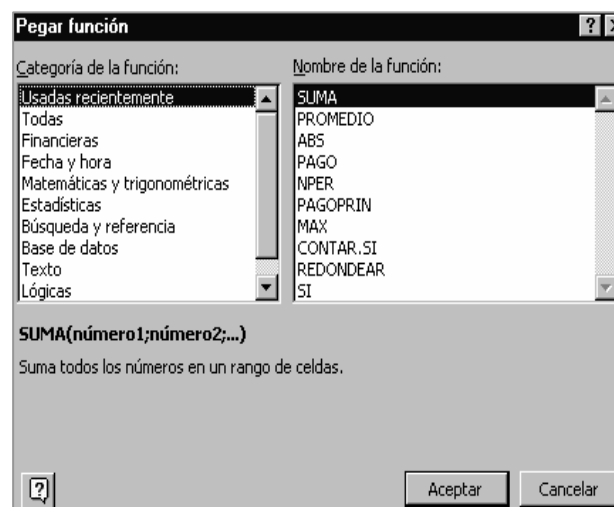 Pegar función
Categoría de la función:
Usadas recientemente
Todas
Financieras
Fecha y hora
Matemáticas y trigonométricas
Estadísticas
Búsqueda y referencia
Base de datos
Texto
Lógicas
Nombre de la función:
SUMA
PROMEDIO
ABS
PAGO
NPER
PAGOPRIN
MAX
CONTAR.SI
REDONDEAR
SI
SUMA(número1;número2;...)
Suma todos los números en un rango de celdas.
Aceptar
Cancelar